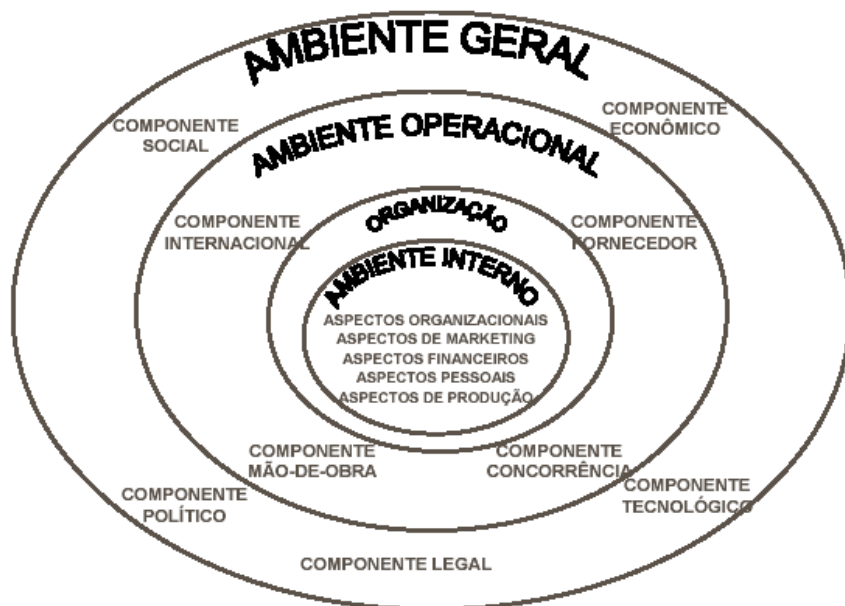 AMBIENTE GERAL
COMPONENTE
SOCIAL
COMPONENTE
ECONÔMICO
AMBIENTE OPERACIONAL
COMPONENTE
INTERNACIONAL
ORGANIZAÇÃO
COMPONENTE
FORNECEDOR
AMBIENTE INTERNO
ASPECTOS ORGANIZACIONAIS
ASPECTOS DE MARKETING
ASPECTOS FINANCEIROS
ASPECTOS PESSOAIS
ASPECTOS DE PRODUÇÃO
COMPONENTE
MÃO-DE-OBRA
COMPONENTE
CONCORRÊNCIA
COMPONENTE
POLÍTICO
COMPONENTE
TECNOLÓGICO
COMPONENTE LEGAL